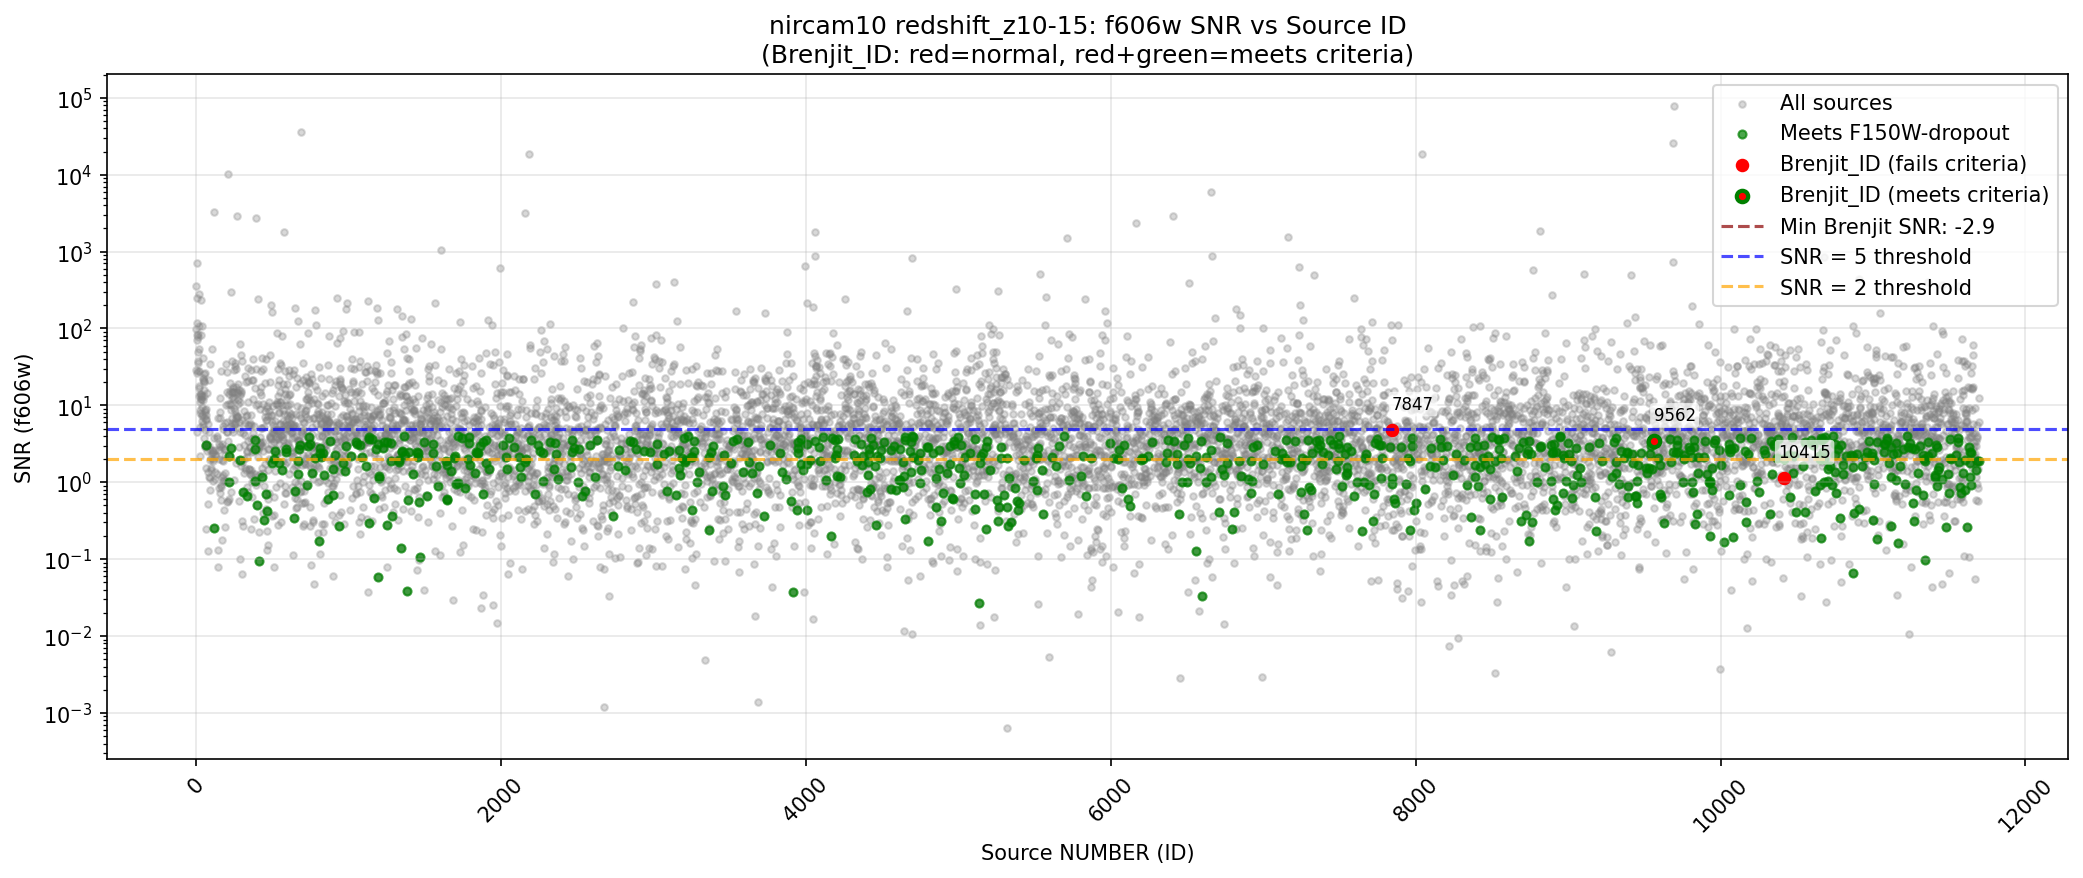 nircam10 redshift_z10-15: f606w SNR vs Source ID
(Brenjit_ID: red=normal, red+green=meets criteria)
All sources
Meets F150W-dropout
Brenjit_ID (fails criteria)
Brenjit_ID (meets criteria)
Min Brenjit SNR: -2.9
SNR = 5 threshold
SNR = 2 threshold
SNR (f606w)
10⁵
10⁴
10³
10²
10¹
10⁰
10⁻¹
10⁻²
10⁻³
7847
9562
10415
0
2000
4000
6000
8000
10000
12000
Source NUMBER (ID)